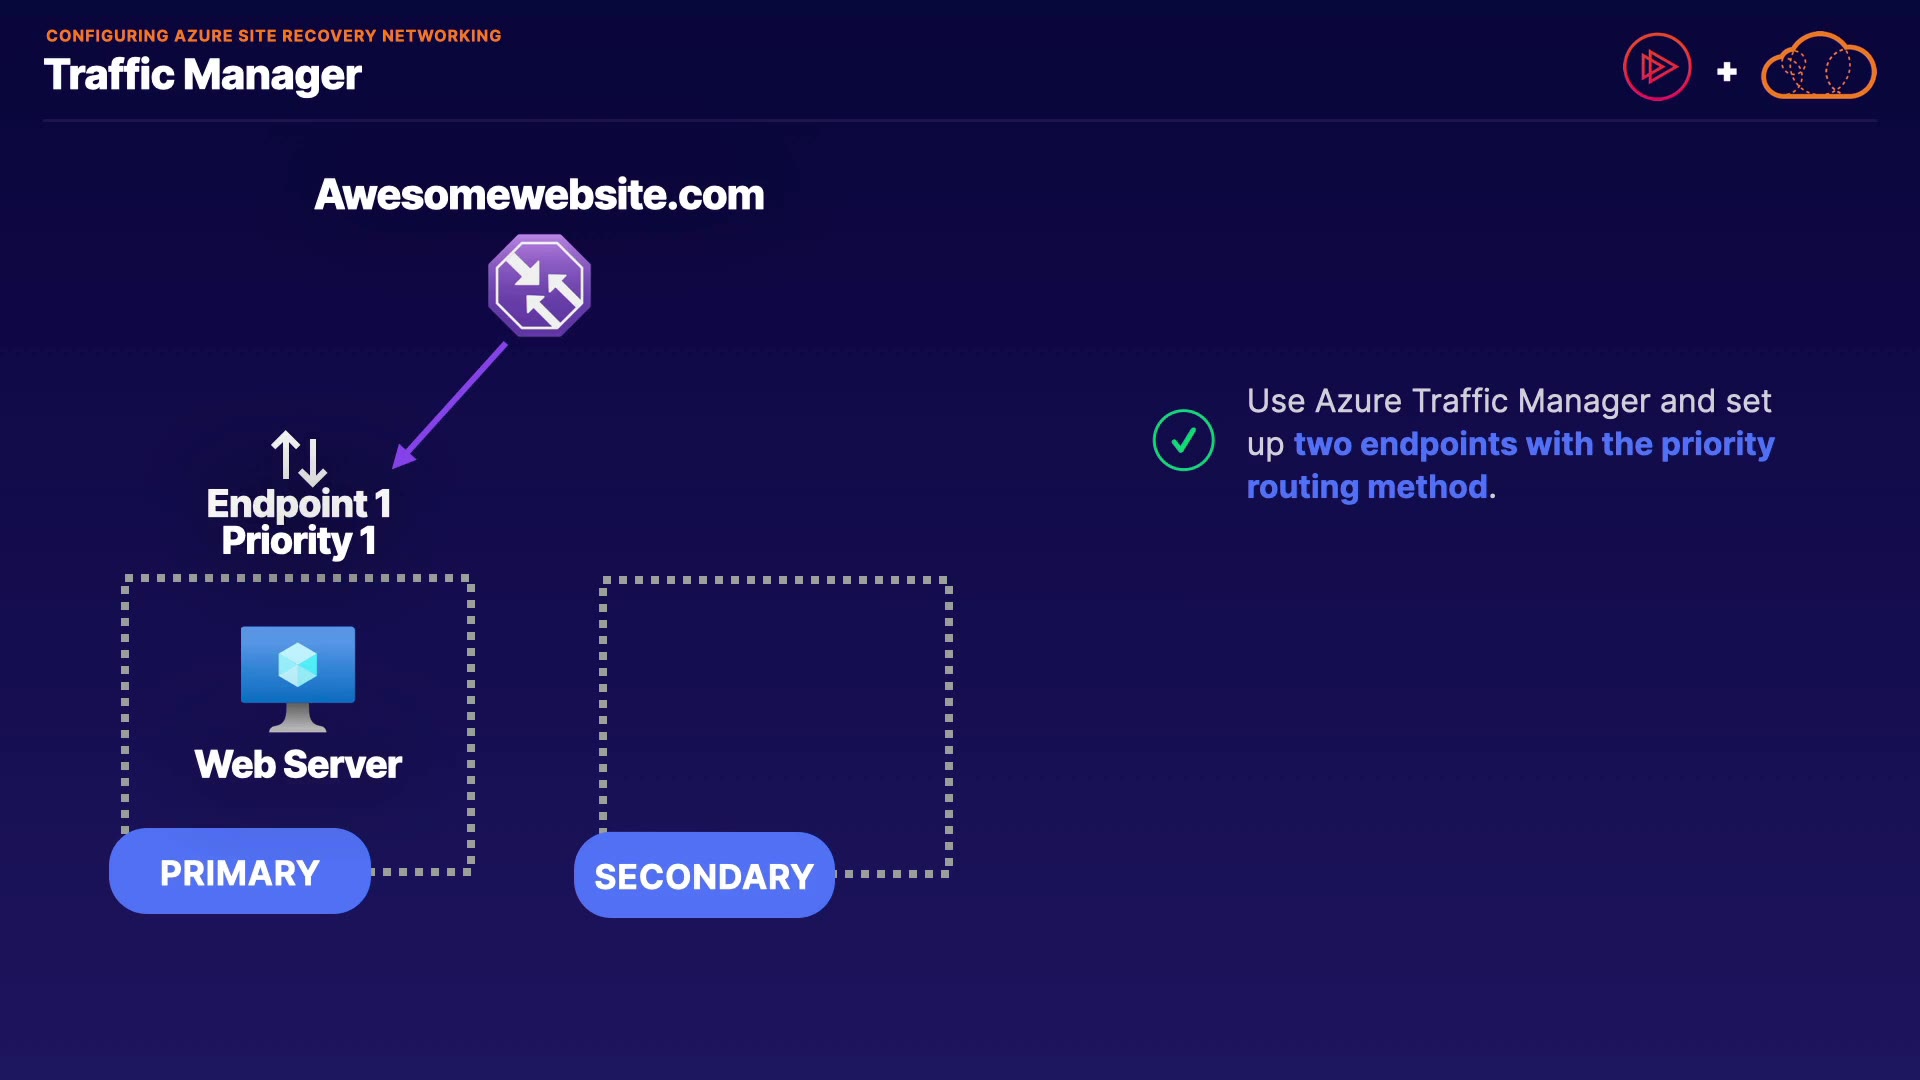 CONFIGURING AZURE SITE RECOVERY NETWORKING
Traffic Manager
Awesomewebsite.com
Endpoint 1
Priority 1
Web Server
PRIMARY
SECONDARY
Use Azure Traffic Manager and set
up two endpoints with the priority
routing method.